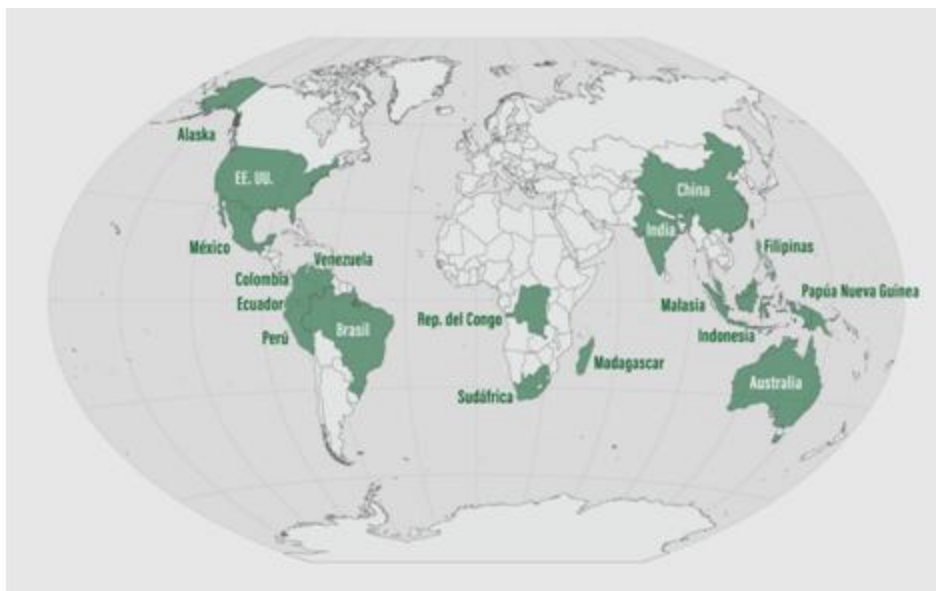 Alaska
EE. UU.
China
India
México
Venezuela
Filipinas
Colombia
Ecuador
Papúa Nueva Guinea
Malasia
Rep. del Congo
Brasil
Perú
Indonesia
Madagascar
Australia
Sudáfrica